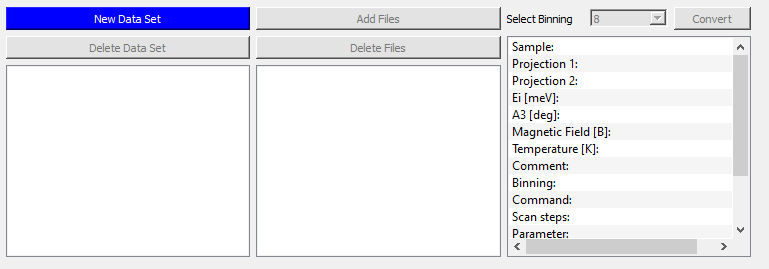 New Data Set
Add Files
Select Binning
8
Convert
Delete Data Set
Delete Files
Sample:
Projection 1:
Projection 2:
Ei [meV]:
A3 [deg]:
Magnetic Field [B]:
Temperature [K]:
Comment:
Binning:
Command:
Scan steps:
Parameter: